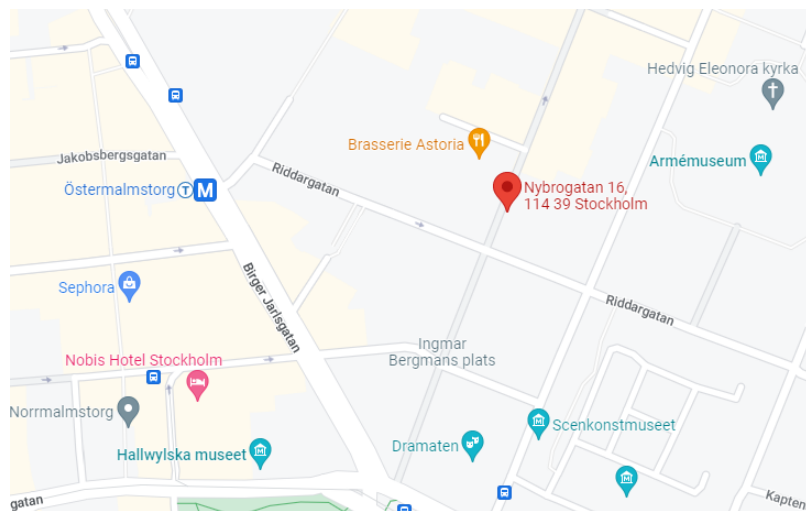 Hedvig Eleonora kyrka
Brasserie Astoria
Jakobsbergsgatan
Armémuseum
Riddargatan
Östermalmstorg T M
Nybrogatan 16,
114 39 Stockholm
Sephora
Birger Jarlsgatan
Riddargatan
Ingmar
Bergmans plats
Nobis Hotel Stockholm
Norrmalmstorg
Scenkonstmuseet
Dramaten
Hallwylska museet
gatan
Kapten